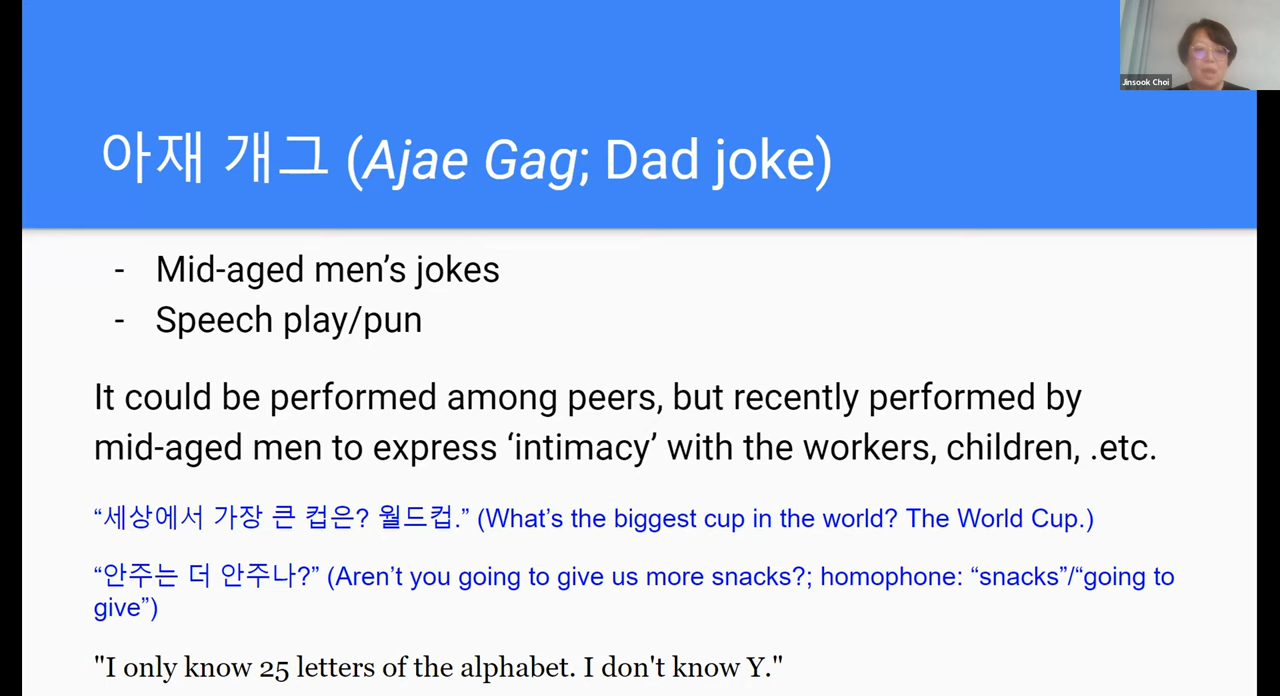 Jinsook Choi
아재 개그 (Ajae Gag; Dad joke)
- Mid-aged men’s jokes
- Speech play/pun
It could be performed among peers, but recently performed by
mid-aged men to express ‘intimacy’ with the workers, children, .etc.
“세상에서 가장 큰 컵은? 월드컵.” (What’s the biggest cup in the world? The World Cup.)
“안주는 더 안주나?” (Aren’t you going to give us more snacks?; homophone: “snacks”/“going to
give”)
"I only know 25 letters of the alphabet. I don't know Y."